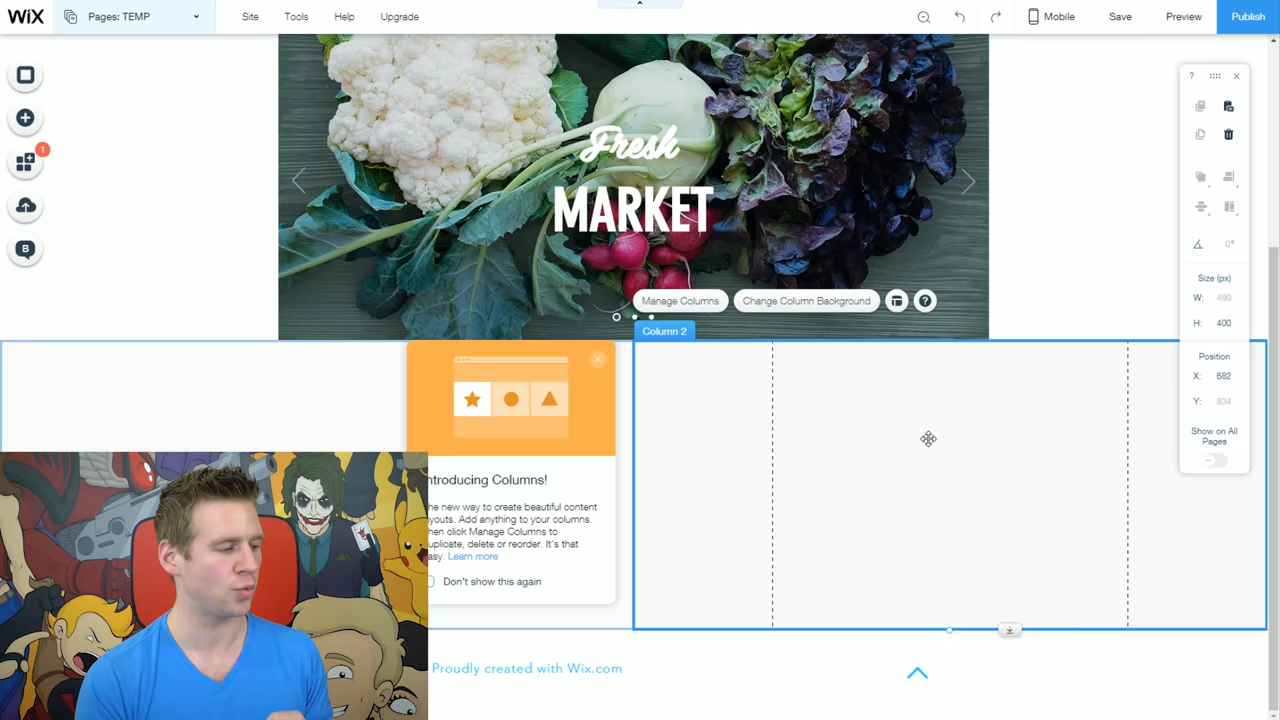 WiX
Pages: TEMP
Site
Tools
Help
Upgrade
Mobile
Save
Preview
Publish
1
B
Fresh
MARKET
Manage Columns
Change Column Background
?
Column 2
ntroducing Columns!
he new way to create beautiful content
youts. Add anything to your columns.
hen click Manage Columns to
uplicate, delete or reorder. It's that
asy. Learn more
Don't show this again
?
0°
Size (px)
W: 490
H: 400
Position
X: 682
Y: 834
Show on All
Pages
Proudly created with Wix.com